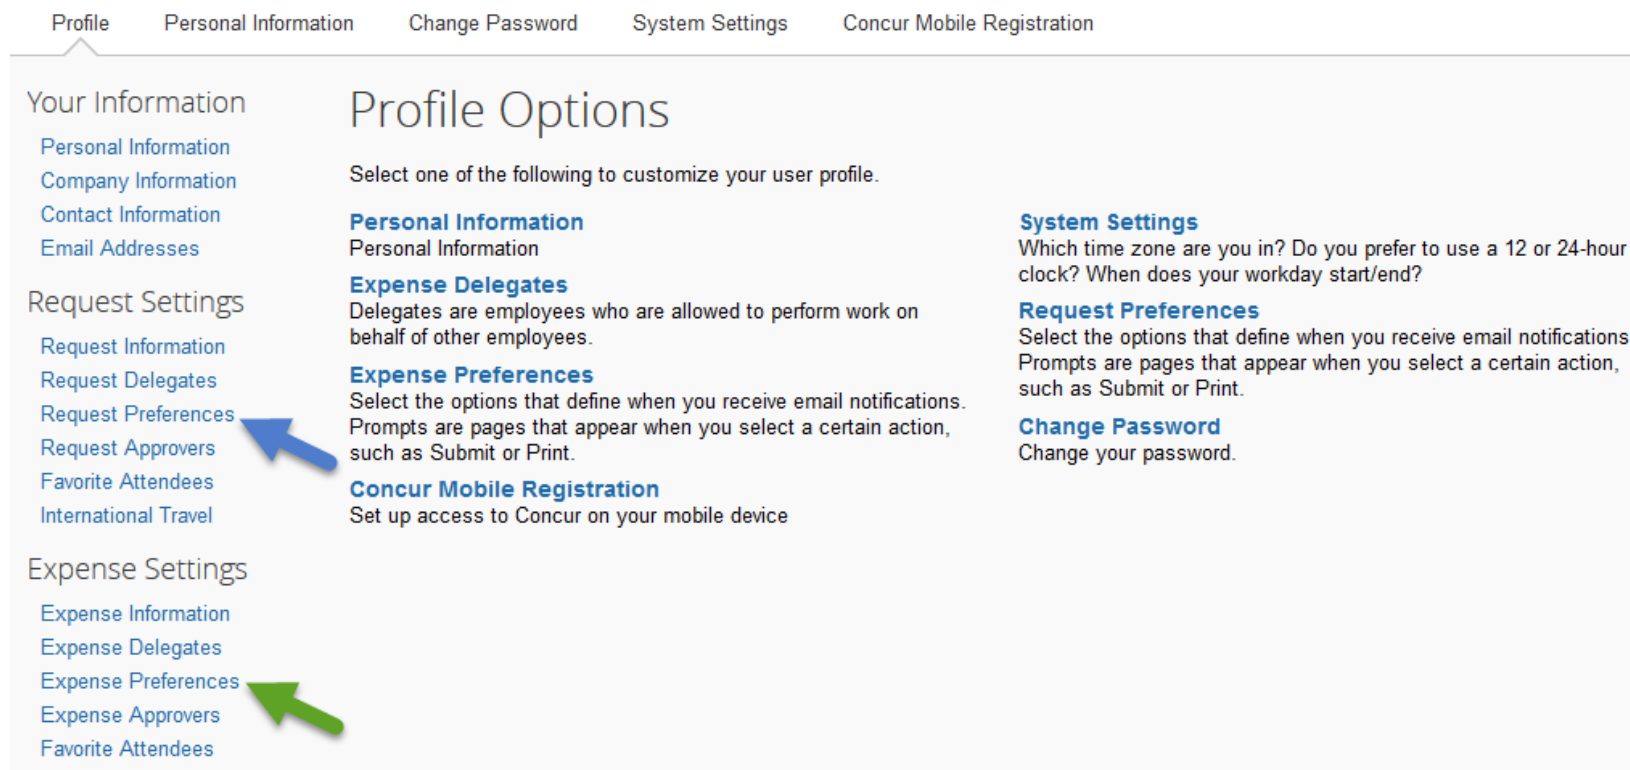 Profile Personal Information Change Password System Settings Concur Mobile Registration
Your Information
Personal Information
Company Information
Contact Information
Email Addresses
Request Settings
Request Information
Request Delegates
Request Preferences
Request Approvers
Favorite Attendees
International Travel
Expense Settings
Expense Information
Expense Delegates
Expense Preferences
Expense Approvers
Favorite Attendees
Profile Options
Select one of the following to customize your user profile.
Personal Information
Personal Information
Expense Delegates
Delegates are employees who are allowed to perform work on
behalf of other employees.
Expense Preferences
Select the options that define when you receive email notifications.
Prompts are pages that appear when you select a certain action,
such as Submit or Print.
Concur Mobile Registration
Set up access to Concur on your mobile device
System Settings
Which time zone are you in? Do you prefer to use a 12 or 24-hour
clock? When does your workday start/end?
Request Preferences
Select the options that define when you receive email notifications
Prompts are pages that appear when you select a certain action,
such as Submit or Print.
Change Password
Change your password.